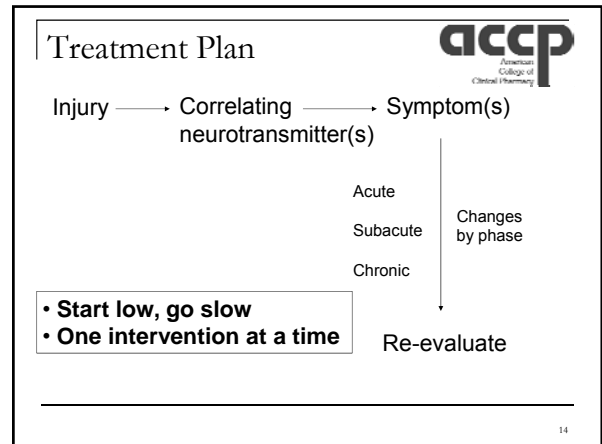 Treatment Plan
accp
American
College of
Clinical Pharmacy
Injury
Correlating
neurotransmitter(s)
Symptom(s)
Acute
Subacute
Chronic
Changes
by phase
• Start low, go slow
• One intervention at a time
Re-evaluate
14